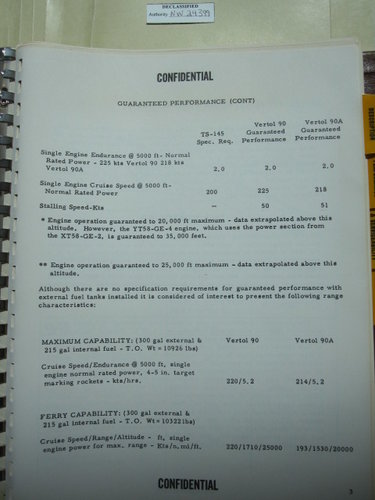 DECLASSIFIED
Authority NW 24399
CONFIDENTIAL
GUARANTEED PERFORMANCE (CONT)
TS-145 Spec. Req.
Vertol 90 Guaranteed Performance
Vertol 90A Guaranteed Performance
Single Engine Endurance @ 5000 ft- Normal
Rated Power - 225 kts Vertol 90 218 kts
Vertol 90A 2.0 2.0 2.0
Single Engine Cruise Speed @ 5000 ft-
Normal Rated Power 200 225 218
Stalling Speed-Kts — 50 51
* Engine operation guaranteed to 20,000 ft maximum - data extrapolated above this
altitude. However, the YT58-GE-4 engine, which uses the power section from
the XT58-GE-2, is guaranteed to 35,000 feet.
** Engine operation guaranteed to 25,000 ft maximum - data extrapolated above this
altitude.
Although there are no specification requirements for guaranteed performance with
external fuel tanks installed it is considered of interest to present the following range
characteristics:
MAXIMUM CAPABILITY: (300 gal external & Vertol 90 Vertol 90A
215 gal internal fuel - T.O. Wt = 10926 lbs)
Cruise Speed/Endurance @ 5000 ft, single
engine normal rated power, 4-5 in. target
marking rockets - kts/hrs. 220/5.2 214/5.2
FERRY CAPABILITY: (300 gal external &
215 gal internal fuel - T.O. Wt = 10322 lbs)
Cruise Speed/Range/Altitude - ft, single
engine power for max. range - Kts/n.mi/ft. 220/1710/25000 193/1530/20000
CONFIDENTIAL
3